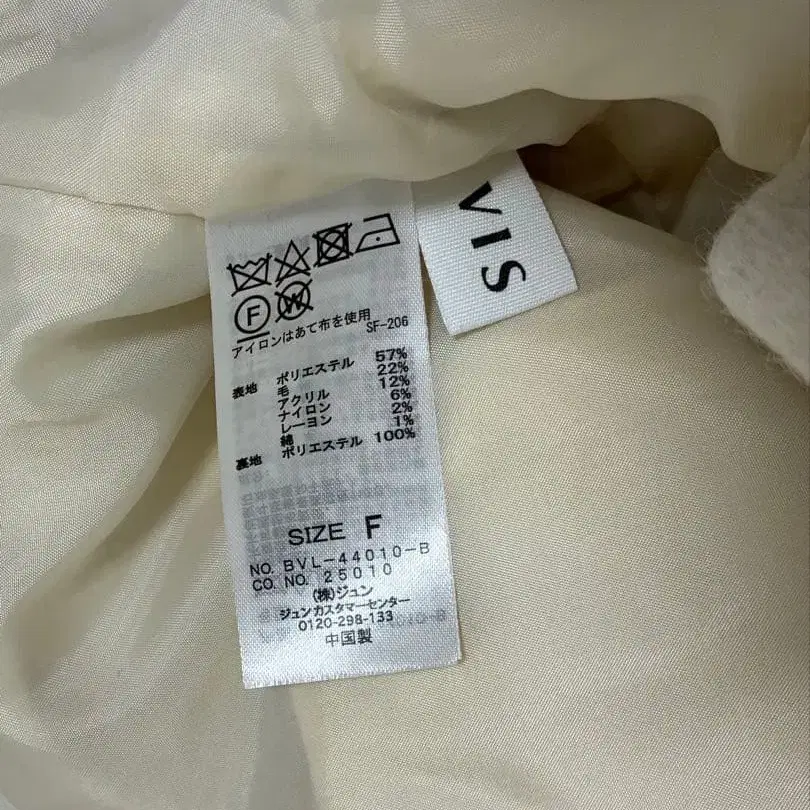 VIS
F
W
アイロンはあて布を使用
SF-206
表地 ポリエステル 57%
毛 22%
アクリル 12%
ナイロン 6%
レーヨン 2%
綿 1%
裏地 ポリエステル 100%
SIZE F
NO. BVL-44010-B
CO. NO. 25010
(株)ジュン
ジュンカスタマーセンター
0120-298-133
中国製